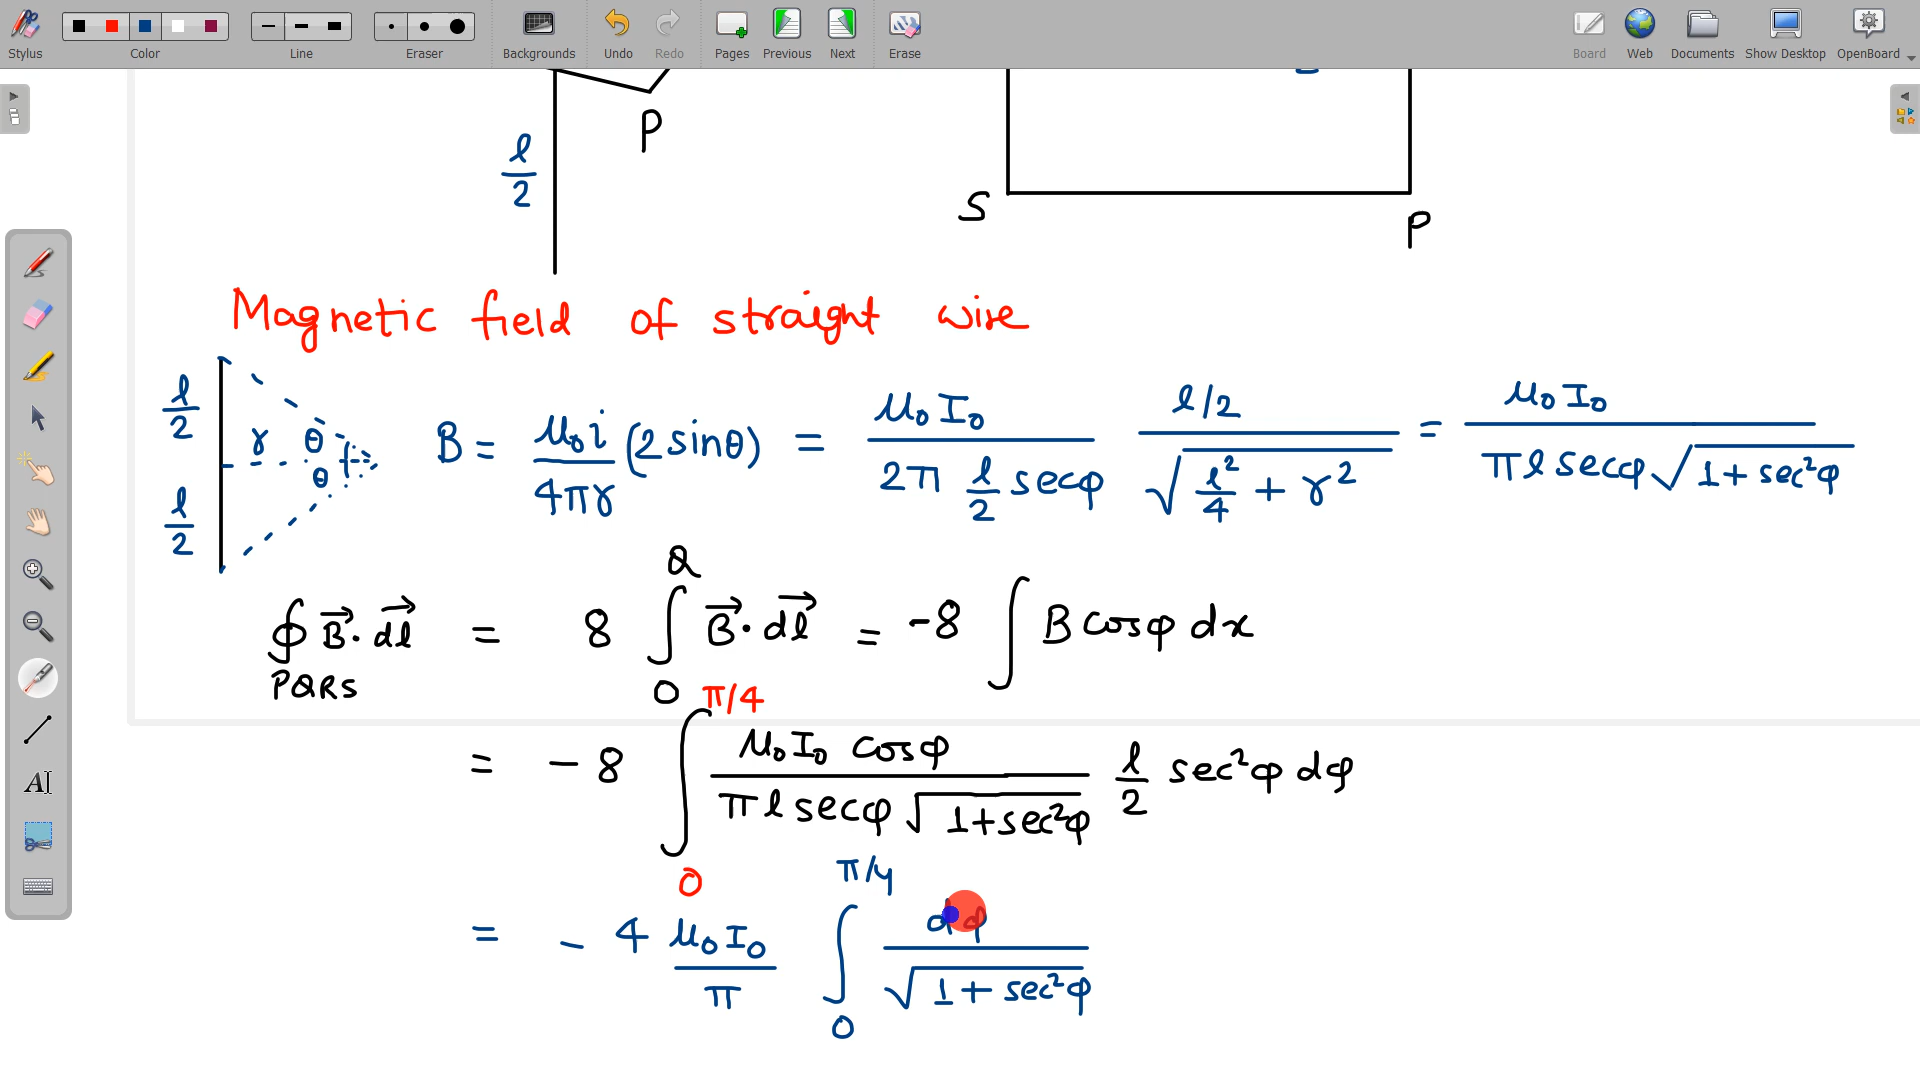 Stylus Color Line Eraser Backgrounds Undo Redo Pages Previous Next Erase Board Web Documents Show Desktop OpenBoard
P
l/2
S
P
Magnetic field of straight wire
l/2
l/2
r θ
θ
B = μ₀i/4πr (2 sinθ) = μ₀I₀/(2π l/2 secφ) l/2/√(l²/4 + r²) = μ₀I₀/(πl secφ √(1 + sec²φ))
∮PQRS B⃗·dl⃗ = 8 ∫₀^Q B⃗·dl⃗ = -8 ∫ B cosφ dx
= -8 ∫₀^π/4 μ₀I₀ cosφ/(πl secφ √(1+sec²φ)) l/2 sec²φ dφ
= - 4 μ₀I₀/π ∫₀^π/4 dφ/√(1 + sec²φ)
AI